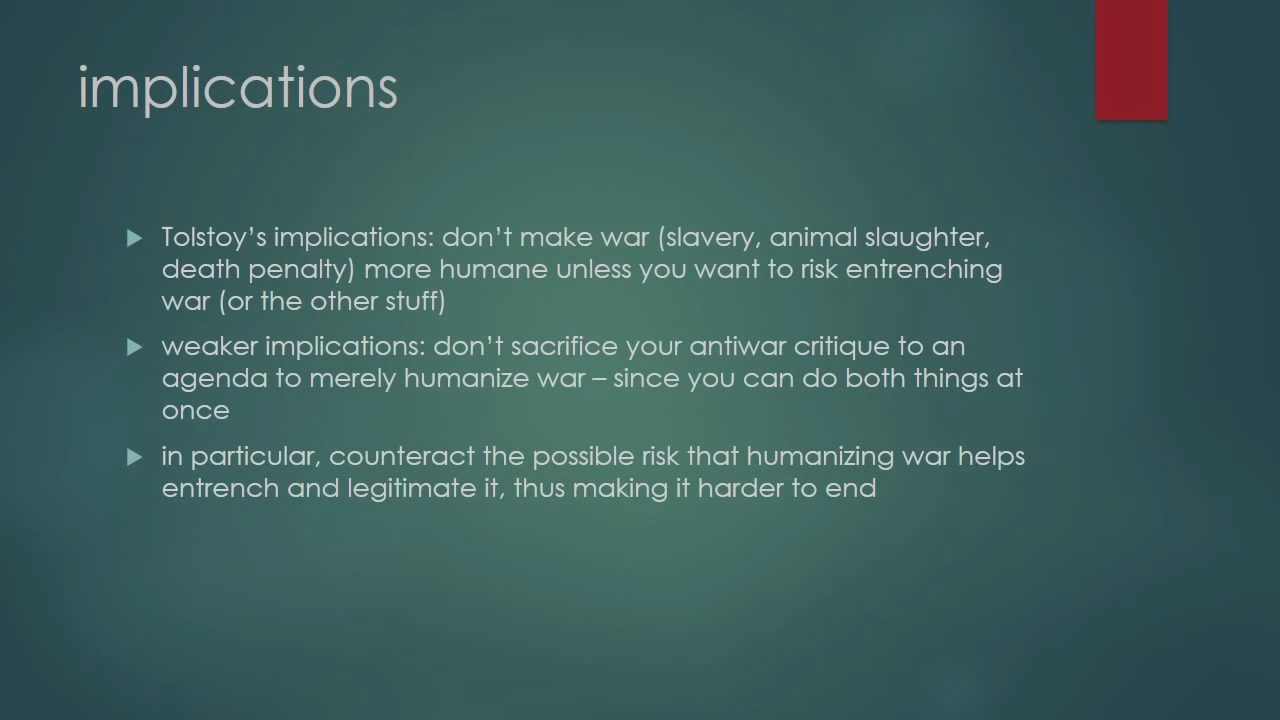 implications
Tolstoy’s implications: don’t make war (slavery, animal slaughter,
death penalty) more humane unless you want to risk entrenching
war (or the other stuff)
weaker implications: don’t sacrifice your antiwar critique to an
agenda to merely humanize war – since you can do both things at
once
in particular, counteract the possible risk that humanizing war helps
entrench and legitimate it, thus making it harder to end